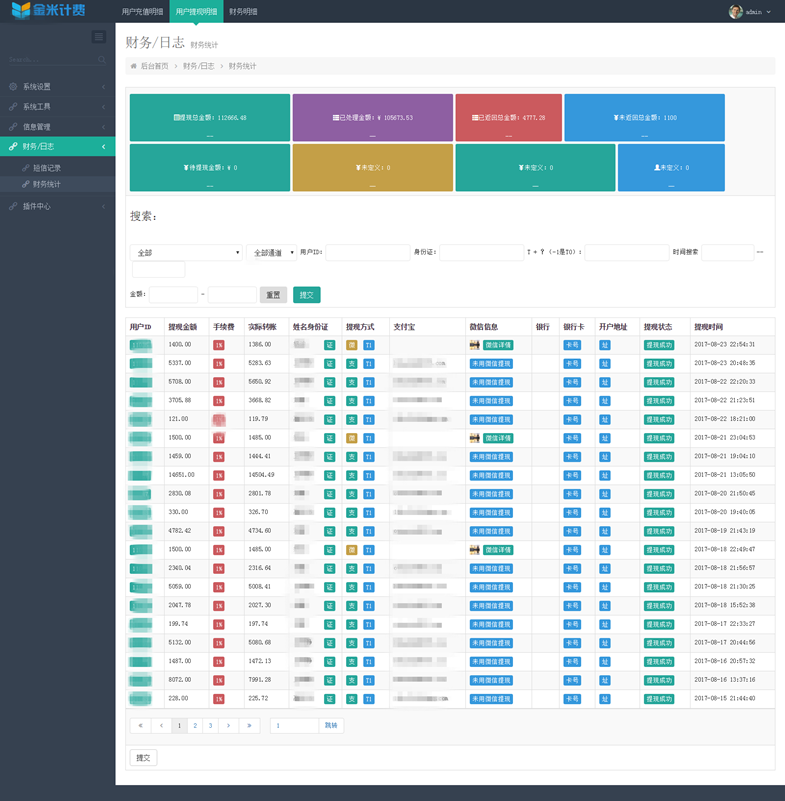 金米计费
用户充值明细 用户提现明细 财务明细 admin
Search...
系统设置
系统工具
信息管理
财务/日志
短信记录
财务统计
插件中心
财务/日志 财务统计
后台首页 > 财务/日志 > 财务统计
提现总金额: 112666.48
已处理金额: ¥ 105673.53
已返回总金额: 4777.28
未返回总金额: 1100
待提现金额: ¥ 0
未定义: 0
未定义: 0
未定义: 0
搜索:
全部 全部通道 用户ID: 身份证: T + ? (-1是T0): 时间搜索 --
金额: - 重置 提交
用户ID 提现金额 手续费 实际转账 姓名身份证 提现方式 支付宝 微信信息 银行 银行卡 开户地址 提现状态 提现时间
1400.00 1% 1386.00 证 微 T1 微信详情 卡号 址 提现成功 2017-08-23 22:54:31
5337.00 1% 5283.63 证 支 T1 未用微信提现 卡号 址 提现成功 2017-08-23 20:48:35
5708.00 1% 5650.92 证 支 T1 未用微信提现 卡号 址 提现成功 2017-08-22 22:20:33
3705.88 1% 3668.82 证 支 T1 未用微信提现 卡号 址 提现成功 2017-08-22 21:23:51
121.00 119.79 证 支 T1 未用微信提现 卡号 址 提现成功 2017-08-22 18:21:00
1500.00 1% 1485.00 证 微 T1 微信详情 卡号 址 提现成功 2017-08-21 23:04:53
1459.00 1% 1444.41 证 支 T1 未用微信提现 卡号 址 提现成功 2017-08-21 19:04:10
14651.00 1% 14504.49 证 支 T1 未用微信提现 卡号 址 提现成功 2017-08-21 13:05:50
2830.08 1% 2801.78 证 支 T1 未用微信提现 卡号 址 提现成功 2017-08-20 21:50:45
330.00 1% 326.70 证 支 T1 未用微信提现 卡号 址 提现成功 2017-08-20 19:40:05
4782.42 1% 4734.60 证 支 T1 未用微信提现 卡号 址 提现成功 2017-08-19 21:43:19
1500.00 1% 1485.00 证 微 T1 微信详情 卡号 址 提现成功 2017-08-18 22:49:47
2340.04 1% 2316.64 证 支 T1 未用微信提现 卡号 址 提现成功 2017-08-18 21:56:57
5059.00 1% 5008.41 证 支 T1 未用微信提现 卡号 址 提现成功 2017-08-18 21:30:25
2047.78 1% 2027.30 证 支 T1 未用微信提现 卡号 址 提现成功 2017-08-18 15:52:38
199.74 1% 197.74 证 支 T1 未用微信提现 卡号 址 提现成功 2017-08-17 22:33:27
5132.00 1% 5080.68 证 支 T1 未用微信提现 卡号 址 提现成功 2017-08-17 20:44:56
1487.00 1% 1472.13 证 支 T1 未用微信提现 卡号 址 提现成功 2017-08-16 20:57:32
8072.00 1% 7991.28 证 支 T1 未用微信提现 卡号 址 提现成功 2017-08-16 13:37:16
228.00 1% 225.72 证 支 T1 未用微信提现 卡号 址 提现成功 2017-08-15 21:44:40
« ‹ 1 2 3 › » 1 跳转
提交